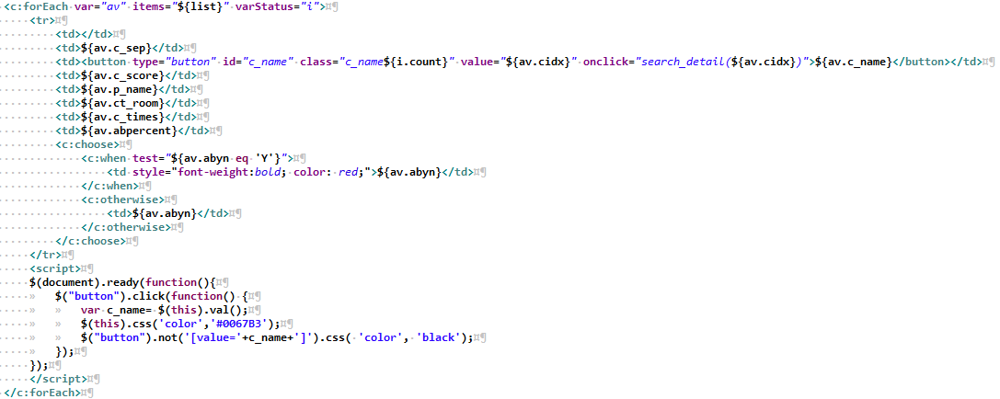 <c:forEach var="av" items="${list}" varStatus="i">¤¶
<tr>¤¶
<td></td>¤¶
<td>${av.c_sep}</td>¤¶
<td><button type="button" id="c_name" class="c_name${i.count}" value="${av.cidx}" onclick="search_detail(${av.cidx})">${av.c_name}</button></td>¤¶
<td>${av.c_score}</td>¤¶
<td>${av.p_name}</td>¤¶
<td>${av.ct_room}</td>¤¶
<td>${av.c_times}</td>¤¶
<td>${av.abpercent}</td>¤¶
<c:choose>¤¶
<c:when test="${av.abyn eq 'Y'}">¤¶
<td style="font-weight:bold; color: red;">${av.abyn}</td>¤¶
</c:when>¤¶
<c:otherwise>¤¶
<td>${av.abyn}</td>¤¶
</c:otherwise>¤¶
</c:choose>¤¶
</tr>¤¶
<script>¤¶
$(document).ready(function(){¤¶
» $("button").click(function() {¤¶
» » var c_name= $(this).val();¤¶
» » $(this).css('color','#0067B3');¤¶
» » $("button").not('[value='+c_name+']').css( 'color', 'black');¤¶
» });¤¶
});¤¶
</script>¤¶
</c:forEach>¤¶